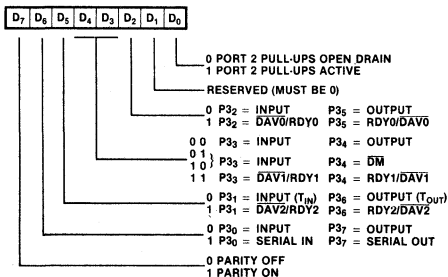 D7 D6 D5 D4 D3 D2 D1 D0
0 PORT 2 PULL-UPS OPEN DRAIN
1 PORT 2 PULL-UPS ACTIVE
RESERVED (MUST BE 0)
0 P32 = INPUT P35 = OUTPUT
1 P32 = DAV0/RDY0 P35 = RDY0/DAV0
0 0 P33 = INPUT P34 = OUTPUT
0 1
1 0 } P33 = INPUT P34 = DM
1 1 P33 = DAV1/RDY1 P34 = RDY1/DAV1
0 P31 = INPUT (TIN) P36 = OUTPUT (TOUT)
1 P31 = DAV2/RDY2 P36 = RDY2/DAV2
0 P30 = INPUT P37 = OUTPUT
1 P30 = SERIAL IN P37 = SERIAL OUT
0 PARITY OFF
1 PARITY ON